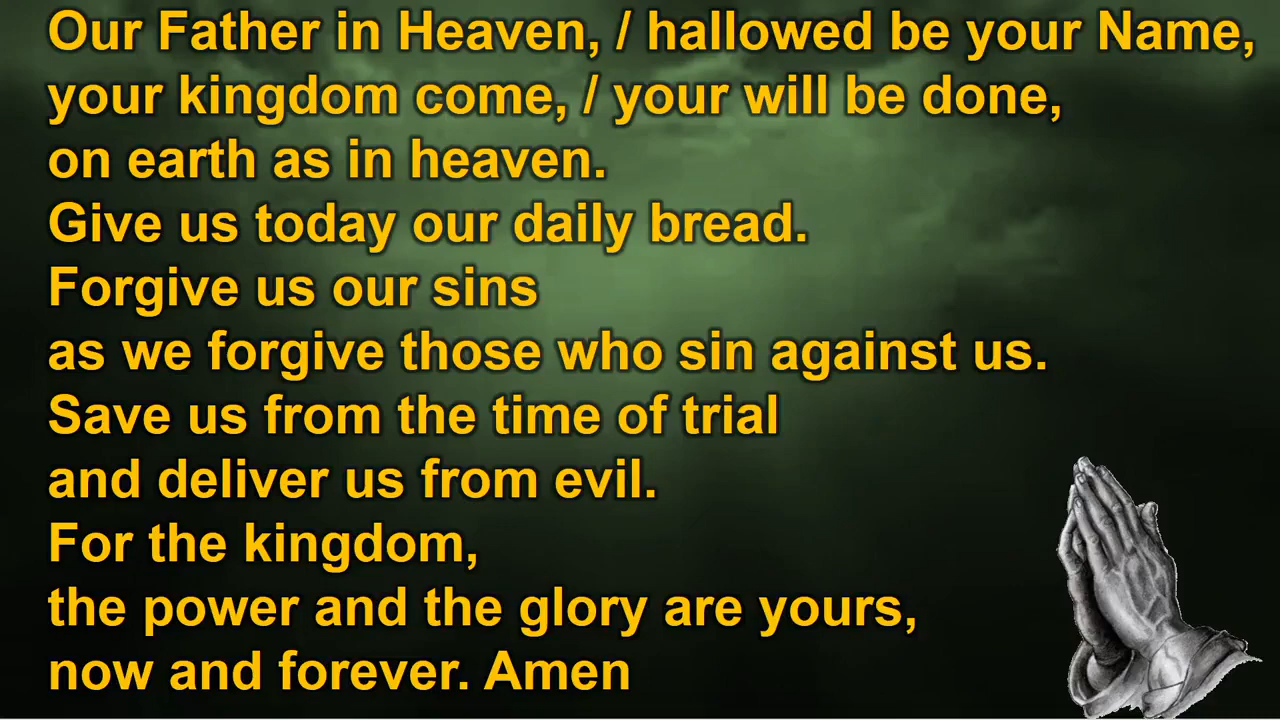 Our Father in Heaven, / hallowed be your Name,
your kingdom come, / your will be done,
on earth as in heaven.
Give us today our daily bread.
Forgive us our sins
as we forgive those who sin against us.
Save us from the time of trial
and deliver us from evil.
For the kingdom,
the power and the glory are yours,
now and forever. Amen